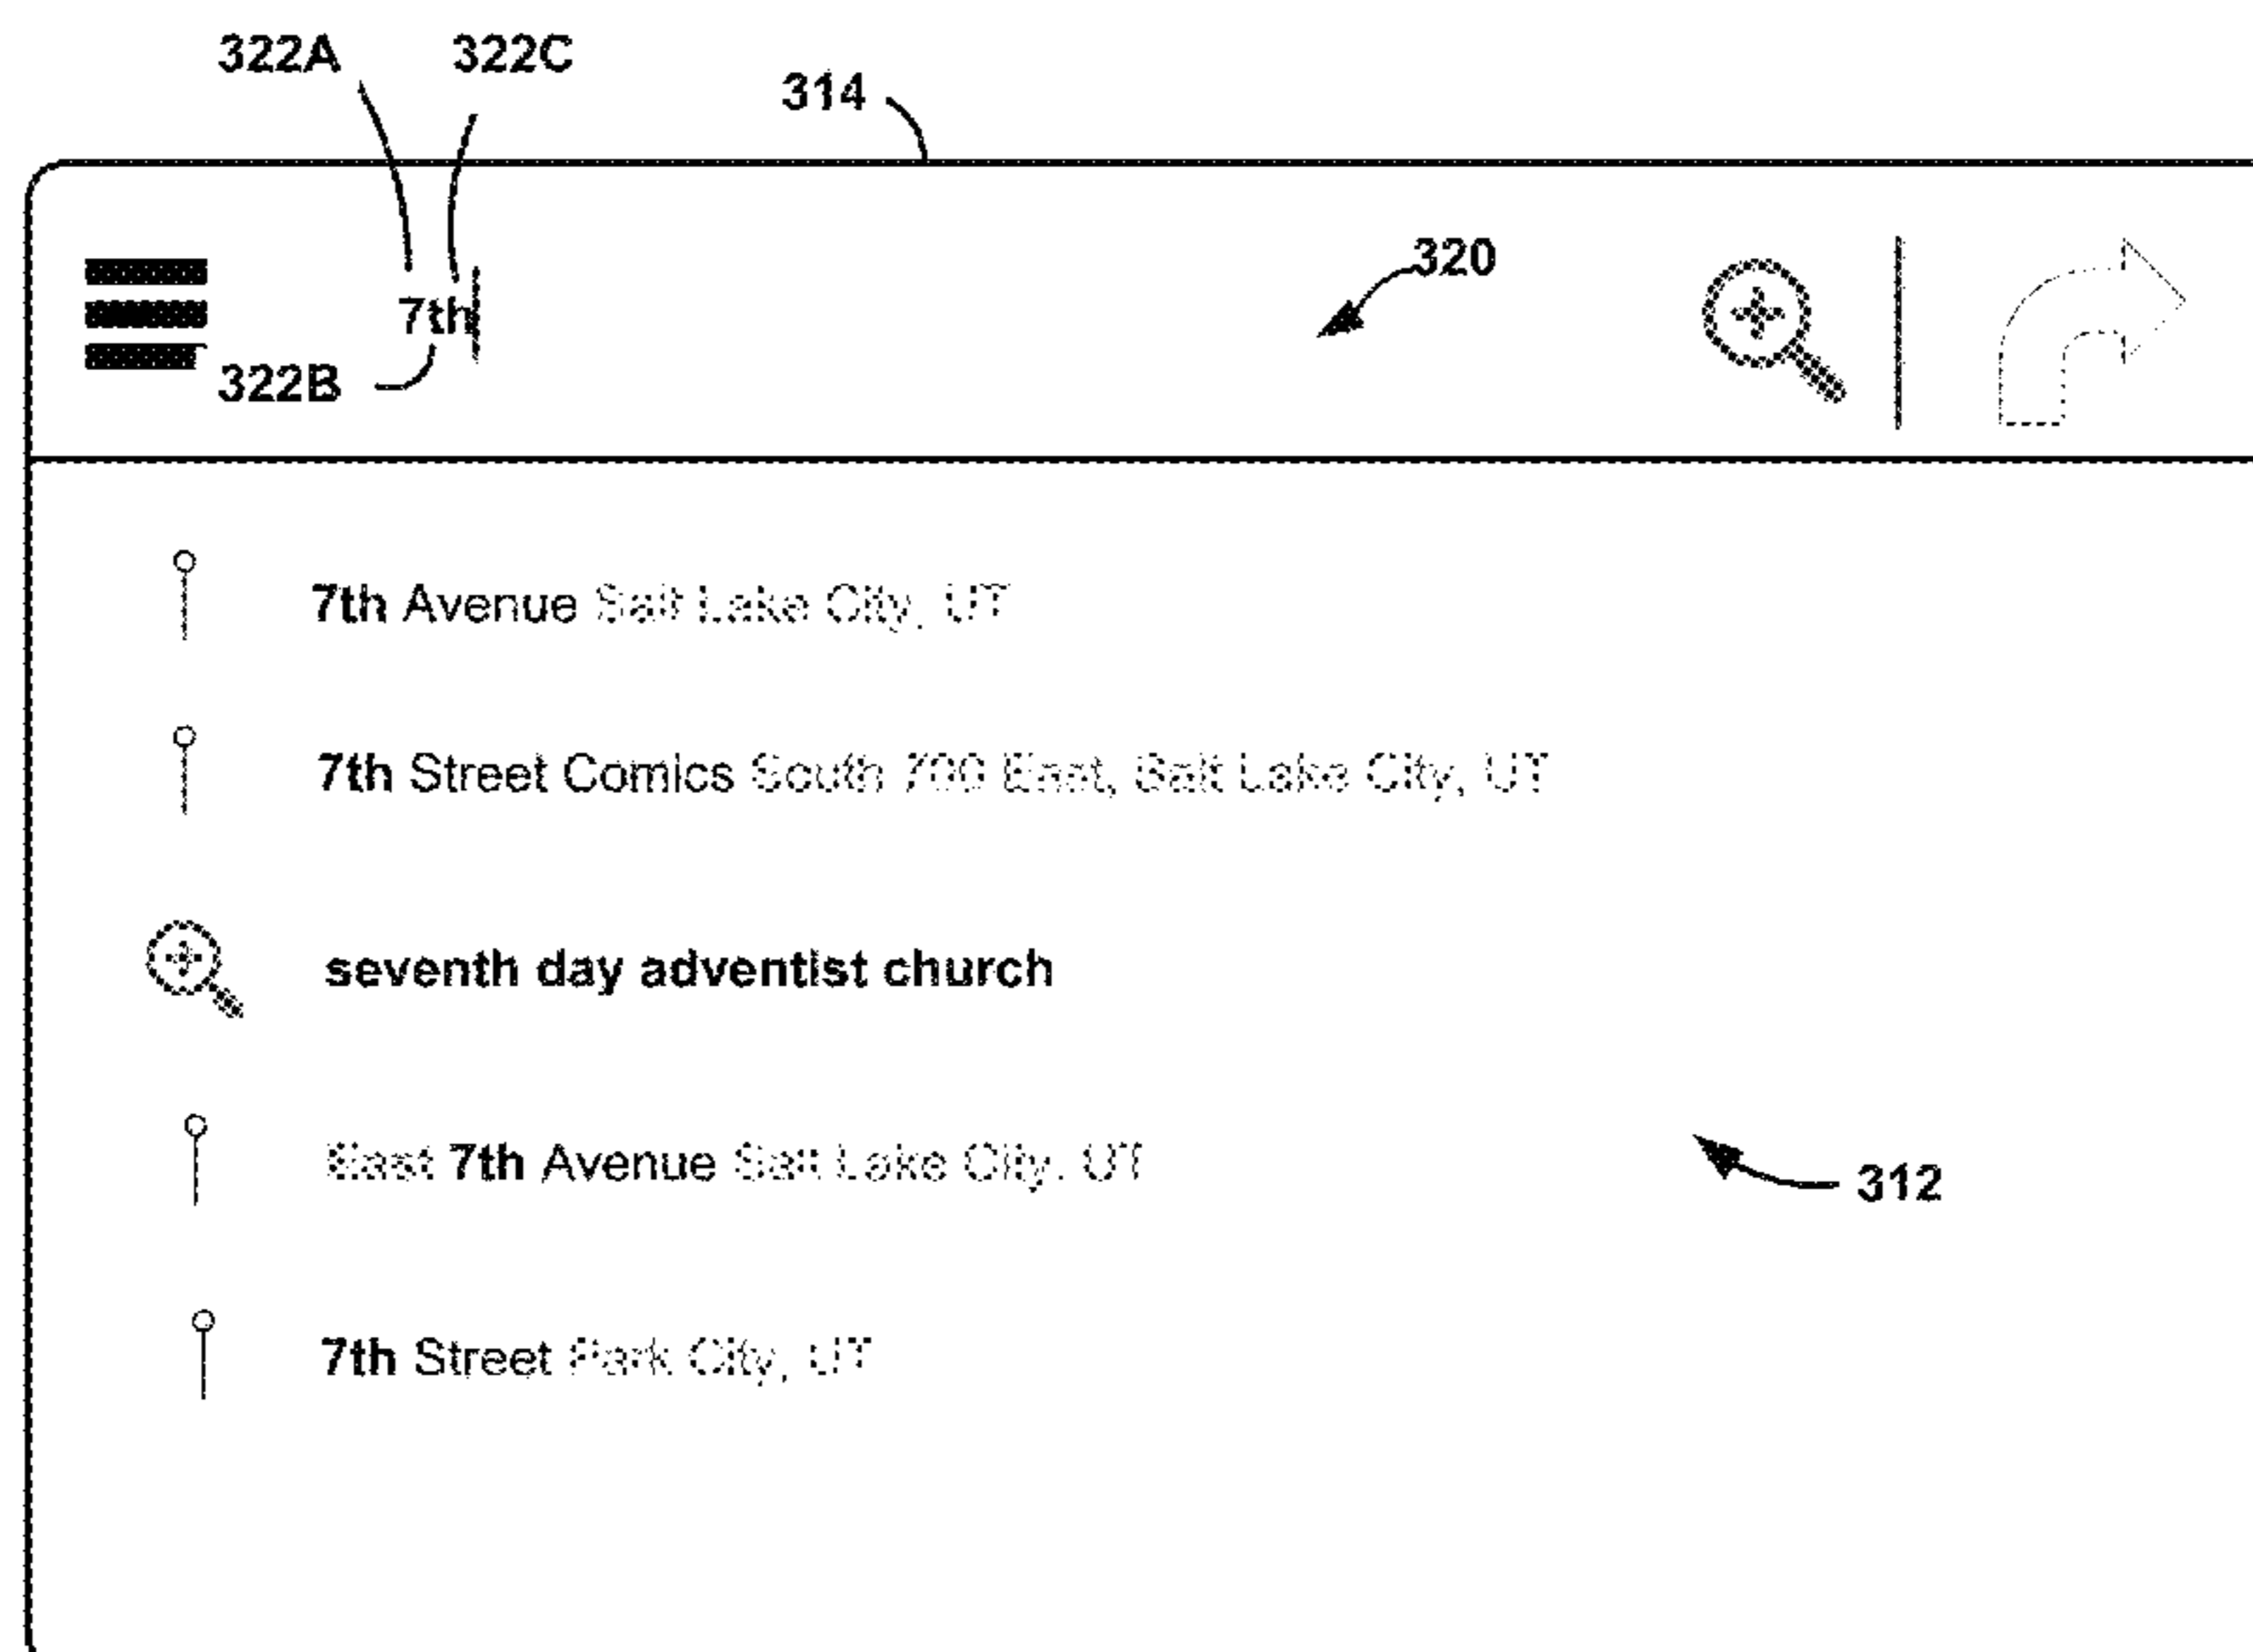 322A 322C
314
320
7th
322B
7th Avenue Salt Lake City, UT
7th Street Comics South 700 East, Salt Lake City, UT
seventh day adventist church
East 7th Avenue Salt Lake City, UT
312
7th Street Park City, UT